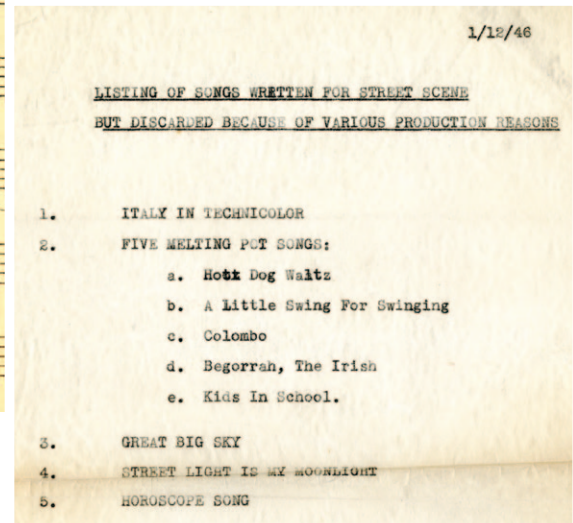 1/12/46
LISTING OF SONGS WRITTEN FOR STREET SCENE
BUT DISCARDED BECAUSE OF VARIOUS PRODUCTION REASONS
1. ITALY IN TECHNICOLOR
2. FIVE MELTING POT SONGS:
a. Hot Dog Waltz
b. A Little Swing For Swinging
c. Colombo
d. Begorrah, The Irish
e. Kids In School.
3. GREAT BIG SKY
4. STREET LIGHT IS MY MOONLIGHT
5. HOROSCOPE SONG